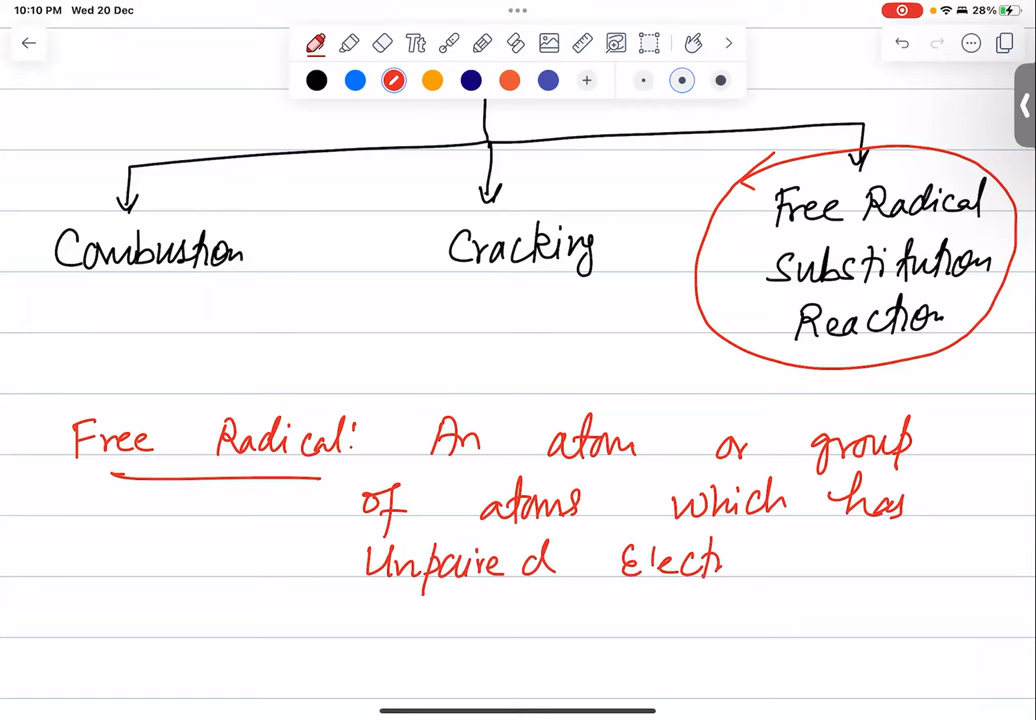 10:10 PM Wed 20 Dec
28%
Tt
Combustion
Cracking
Free Radical
Substitution
Reaction
Free Radical: An atom or group
of atoms which has
Unpaired Elect